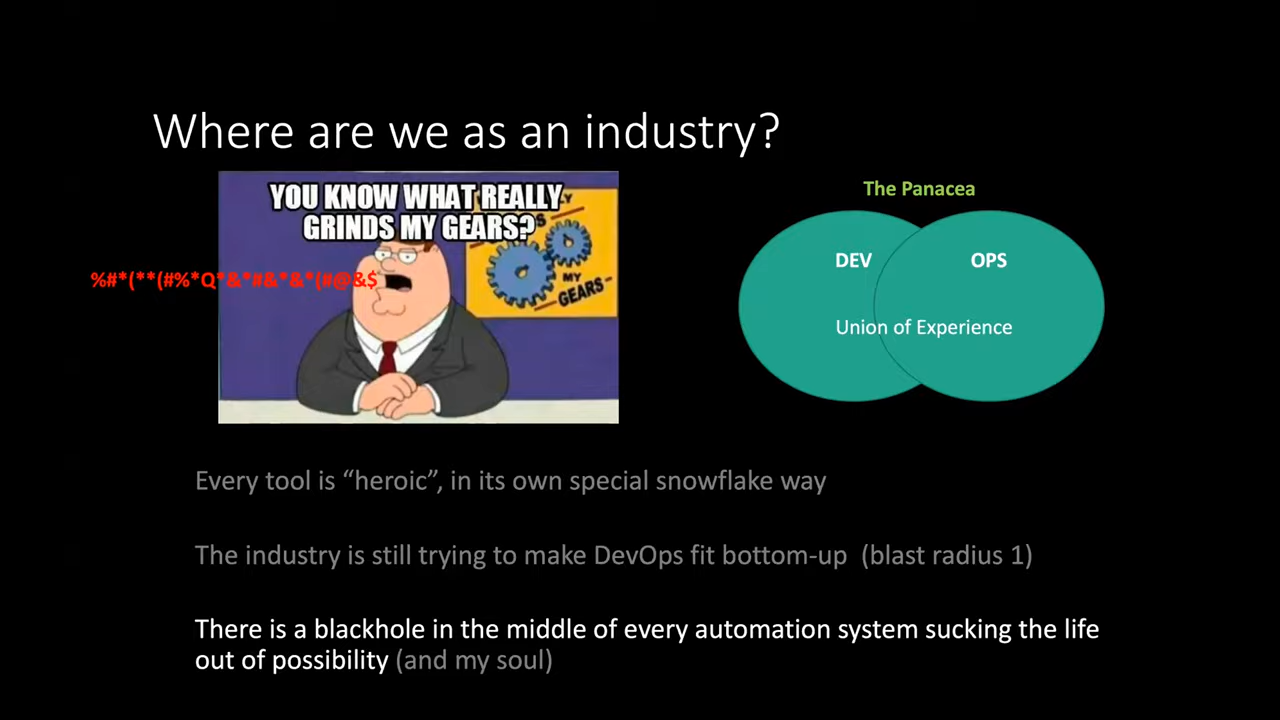 Where are we as an industry?
YOU KNOW WHAT REALLY
GRINDS MY GEARS?
MY
GEARS
%#*(**(#%*Q*&*#&*&*(#@&$
The Panacea
DEV
OPS
Union of Experience
Every tool is “heroic”, in its own special snowflake way
The industry is still trying to make DevOps fit bottom-up (blast radius 1)
There is a blackhole in the middle of every automation system sucking the life
out of possibility (and my soul)